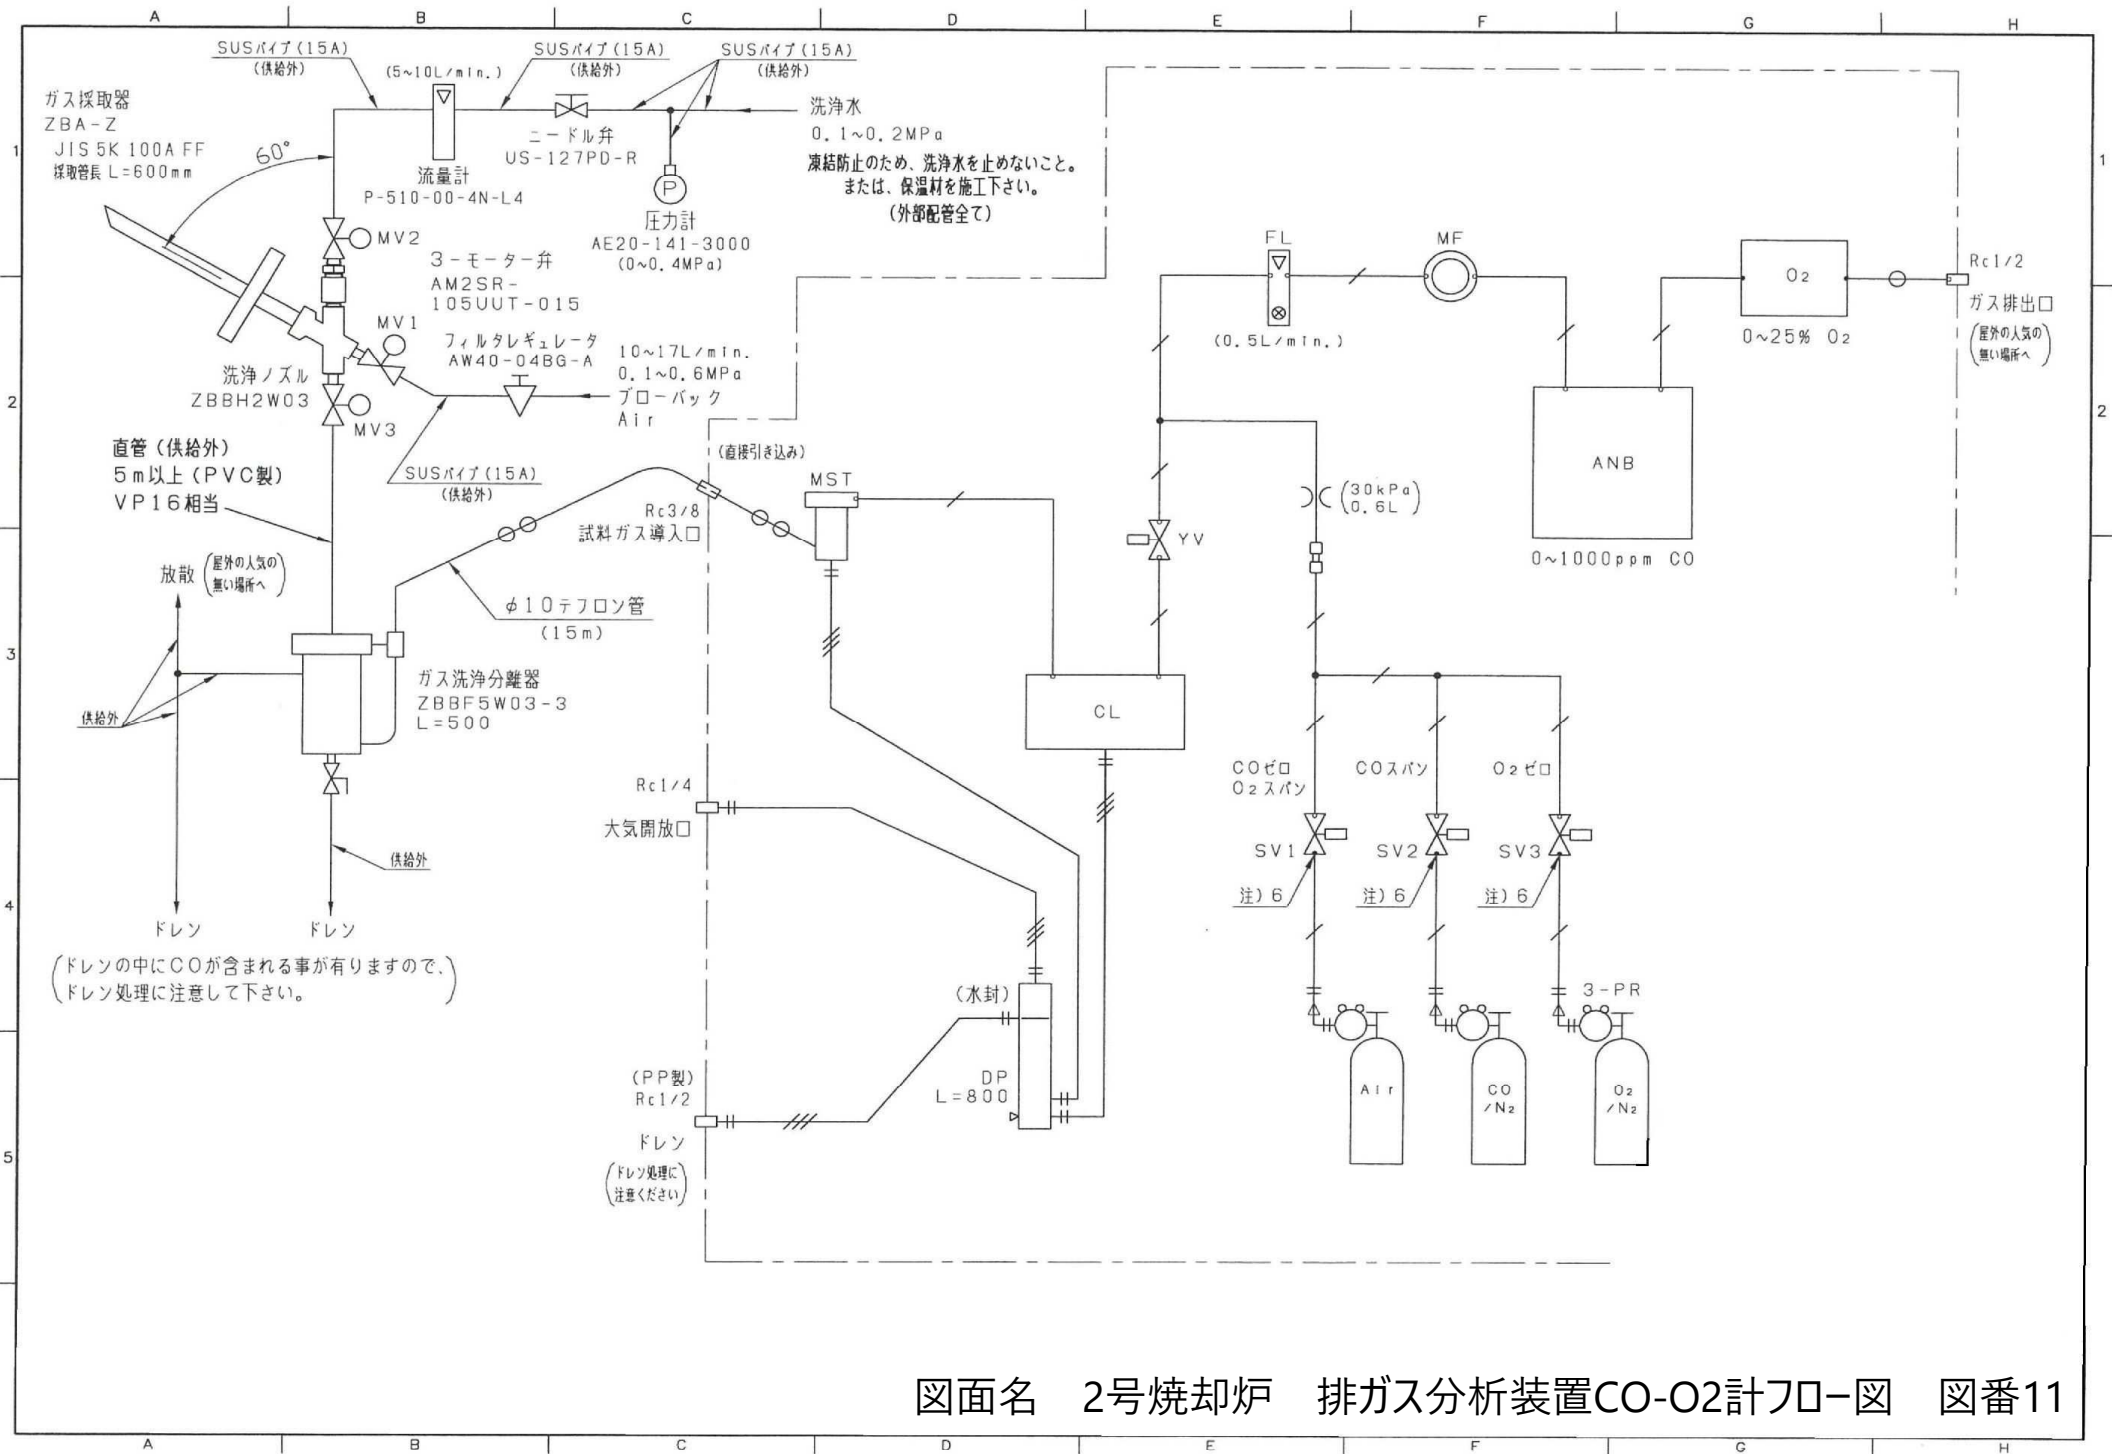 A
B
C
D
E
F
G
H
SUSパイプ(15A)
(供給外)
SUSパイプ(15A)
(供給外)
SUSパイプ(15A)
(供給外)
(5~10L/min.)
ガス採取器
ZBA-Z
JIS 5K 100A FF
採取管長 L=600mm
60°
流量計
P-510-00-4N-L4
ニードル弁
US-127PD-R
P
圧力計
AE20-141-3000
(0~0.4MPa)
洗浄水
0.1~0.2MPa
凍結防止のため、洗浄水を止めないこと。
または、保温材を施工下さい。
(外部配管全て)
1
1
MV2
3-モーター弁
AM2SR-
105UUT-015
MV1
フィルタレギュレータ
AW40-04BG-A
10~17L/min.
0.1~0.6MPa
ブローバック
Air
洗浄ノズル
ZBBH2W03
MV3
2
2
直管(供給外)
5m以上(PVC製)
VP16相当
SUSパイプ(15A)
(供給外)
(直接引き込み)
Rc3/8
試料ガス導入口
MST
FL
(0.5L/min.)
MF
O2
0~25% O2
Rc1/2
ガス排出口
(屋外の人気の
無い場所へ)
ANB
0~1000ppm CO
(30kPa)
0.6L
YV
放散
(屋外の人気の
無い場所へ)
φ10テフロン管
(15m)
3
供給外
ガス洗浄分離器
ZBBF5W03-3
L=500
CL
Rc1/4
大気開放口
COゼロ
O2スパン
COスパン
O2ゼロ
SV1
SV2
SV3
注)6
注)6
注)6
供給外
4
ドレン
ドレン
(ドレンの中にCOが含まれる事が有りますので、
ドレン処理に注意して下さい。)
(水封)
DP
L=800
3-PR
Air
CO
/N2
O2
/N2
(PP製)
Rc1/2
ドレン
(ドレン処理に
注意ください)
5
図面名　2号焼却炉　排ガス分析装置CO-O2計フロー図　図番11
A
B
C
D
E
F
G
H